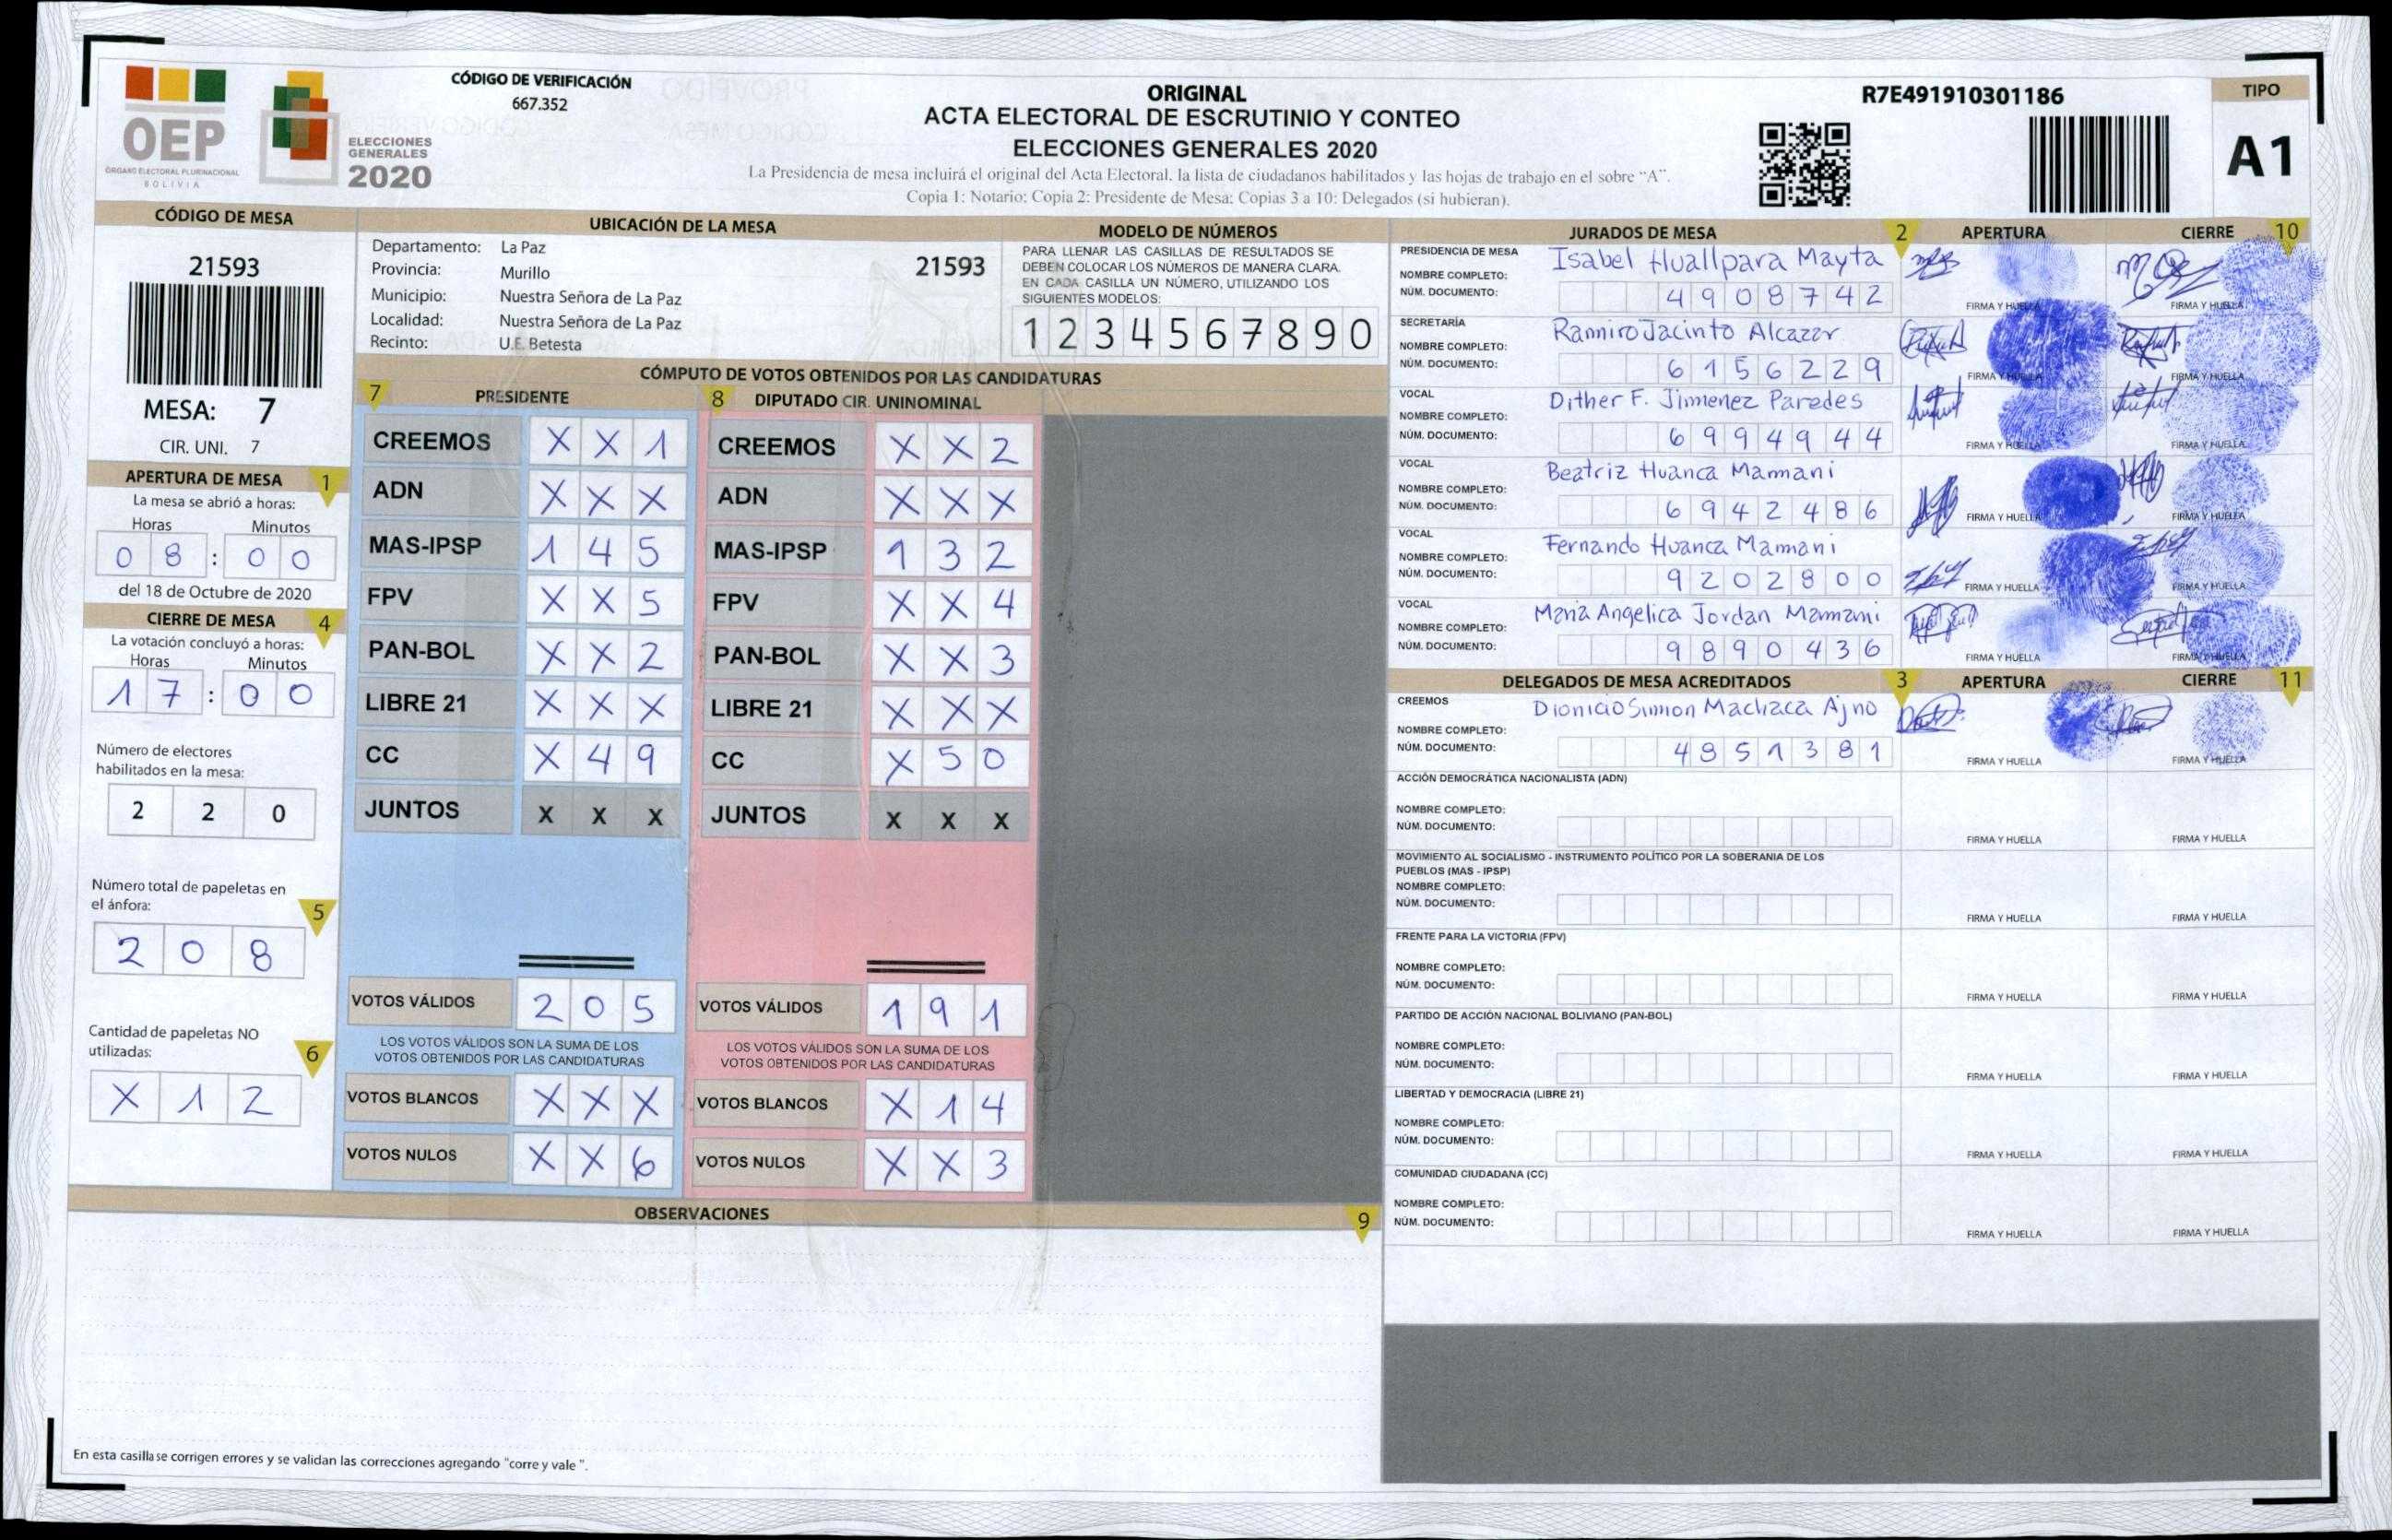 OEP
ÓRGANO ELECTORAL PLURINACIONAL
BOLIVIA
ELECCIONES
GENERALES
2020
CÓDIGO DE VERIFICACIÓN
667.352
ORIGINAL
ACTA ELECTORAL DE ESCRUTINIO Y CONTEO
ELECCIONES GENERALES 2020
La Presidencia de mesa incluirá el original del Acta Electoral, la lista de ciudadanos habilitados y las hojas de trabajo en el sobre “A”.
Copia 1: Notario; Copia 2: Presidente de Mesa; Copias 3 a 10: Delegados (si hubieran).
R7E491910301186
TIPO
A1
CÓDIGO DE MESA
21593
MESA: 7
CIR. UNI. 7
APERTURA DE MESA 1
La mesa se abrió a horas:
Horas Minutos
0 8 : 0 0
del 18 de Octubre de 2020
CIERRE DE MESA 4
La votación concluyó a horas:
Horas Minutos
1 7 : 0 0
Número de electores
habilitados en la mesa:
2 2 0
Número total de papeletas en
el ánfora: 5
2 0 8
Cantidad de papeletas NO
utilizadas: 6
X 1 2
UBICACIÓN DE LA MESA
Departamento: La Paz
21593
Provincia: Murillo
Municipio: Nuestra Señora de La Paz
Localidad: Nuestra Señora de La Paz
Recinto: U.E. Betesta
MODELO DE NÚMEROS
PARA LLENAR LAS CASILLAS DE RESULTADOS SE
DEBEN COLOCAR LOS NÚMEROS DE MANERA CLARA.
EN CADA CASILLA UN NÚMERO, UTILIZANDO LOS
SIGUIENTES MODELOS:
1 2 3 4 5 6 7 8 9 0
CÓMPUTO DE VOTOS OBTENIDOS POR LAS CANDIDATURAS
7 PRESIDENTE
CREEMOS X X 1
ADN X X X
MAS-IPSP 1 4 5
FPV X X 5
PAN-BOL X X 2
LIBRE 21 X X X
CC X 4 9
JUNTOS X X X
VOTOS VÁLIDOS 2 0 5
LOS VOTOS VÁLIDOS SON LA SUMA DE LOS
VOTOS OBTENIDOS POR LAS CANDIDATURAS
VOTOS BLANCOS X X X
VOTOS NULOS X X 6
8 DIPUTADO CIR. UNINOMINAL
CREEMOS X X 2
ADN X X X
MAS-IPSP 1 3 2
FPV X X 4
PAN-BOL X X 3
LIBRE 21 X X X
CC X 5 0
JUNTOS X X X
VOTOS VÁLIDOS 1 9 1
LOS VOTOS VÁLIDOS SON LA SUMA DE LOS
VOTOS OBTENIDOS POR LAS CANDIDATURAS
VOTOS BLANCOS X 1 4
VOTOS NULOS X X 3
OBSERVACIONES 9
En esta casilla se corrigen errores y se validan las correcciones agregando "corre y vale ".
JURADOS DE MESA 2 APERTURA CIERRE 10
PRESIDENCIA DE MESA
NOMBRE COMPLETO: Isabel Huallpara Mayta
NÚM. DOCUMENTO: 4 9 0 8 7 4 2
FIRMA Y HUELLA FIRMA Y HUELLA
SECRETARÍA
NOMBRE COMPLETO: Ramiro Jacinto Alcazar
NÚM. DOCUMENTO: 6 1 5 6 2 2 9
FIRMA Y HUELLA FIRMA Y HUELLA
VOCAL
NOMBRE COMPLETO: Dither F. Jimenez Paredes
NÚM. DOCUMENTO: 6 9 9 4 9 4 4
FIRMA Y HUELLA FIRMA Y HUELLA
VOCAL
NOMBRE COMPLETO: Beatriz Huanca Mamani
NÚM. DOCUMENTO: 6 9 4 2 4 8 6
FIRMA Y HUELLA FIRMA Y HUELLA
VOCAL
NOMBRE COMPLETO: Fernando Huanca Mamani
NÚM. DOCUMENTO: 9 2 0 2 8 0 0
FIRMA Y HUELLA FIRMA Y HUELLA
VOCAL
NOMBRE COMPLETO: Maria Angelica Jordan Mamani
NÚM. DOCUMENTO: 9 8 9 0 4 3 6
FIRMA Y HUELLA FIRMA Y HUELLA
DELEGADOS DE MESA ACREDITADOS 3 APERTURA CIERRE 11
CREEMOS
NOMBRE COMPLETO: Dionicio Simon Machaca Ajno
NÚM. DOCUMENTO: 4 8 5 1 3 8 1
FIRMA Y HUELLA FIRMA Y HUELLA
ACCIÓN DEMOCRÁTICA NACIONALISTA (ADN)
NOMBRE COMPLETO:
NÚM. DOCUMENTO:
FIRMA Y HUELLA FIRMA Y HUELLA
MOVIMIENTO AL SOCIALISMO - INSTRUMENTO POLÍTICO POR LA SOBERANIA DE LOS
PUEBLOS (MAS - IPSP)
NOMBRE COMPLETO:
NÚM. DOCUMENTO:
FIRMA Y HUELLA FIRMA Y HUELLA
FRENTE PARA LA VICTORIA (FPV)
NOMBRE COMPLETO:
NÚM. DOCUMENTO:
FIRMA Y HUELLA FIRMA Y HUELLA
PARTIDO DE ACCIÓN NACIONAL BOLIVIANO (PAN-BOL)
NOMBRE COMPLETO:
NÚM. DOCUMENTO:
FIRMA Y HUELLA FIRMA Y HUELLA
LIBERTAD Y DEMOCRACIA (LIBRE 21)
NOMBRE COMPLETO:
NÚM. DOCUMENTO:
FIRMA Y HUELLA FIRMA Y HUELLA
COMUNIDAD CIUDADANA (CC)
NOMBRE COMPLETO:
NÚM. DOCUMENTO:
FIRMA Y HUELLA FIRMA Y HUELLA